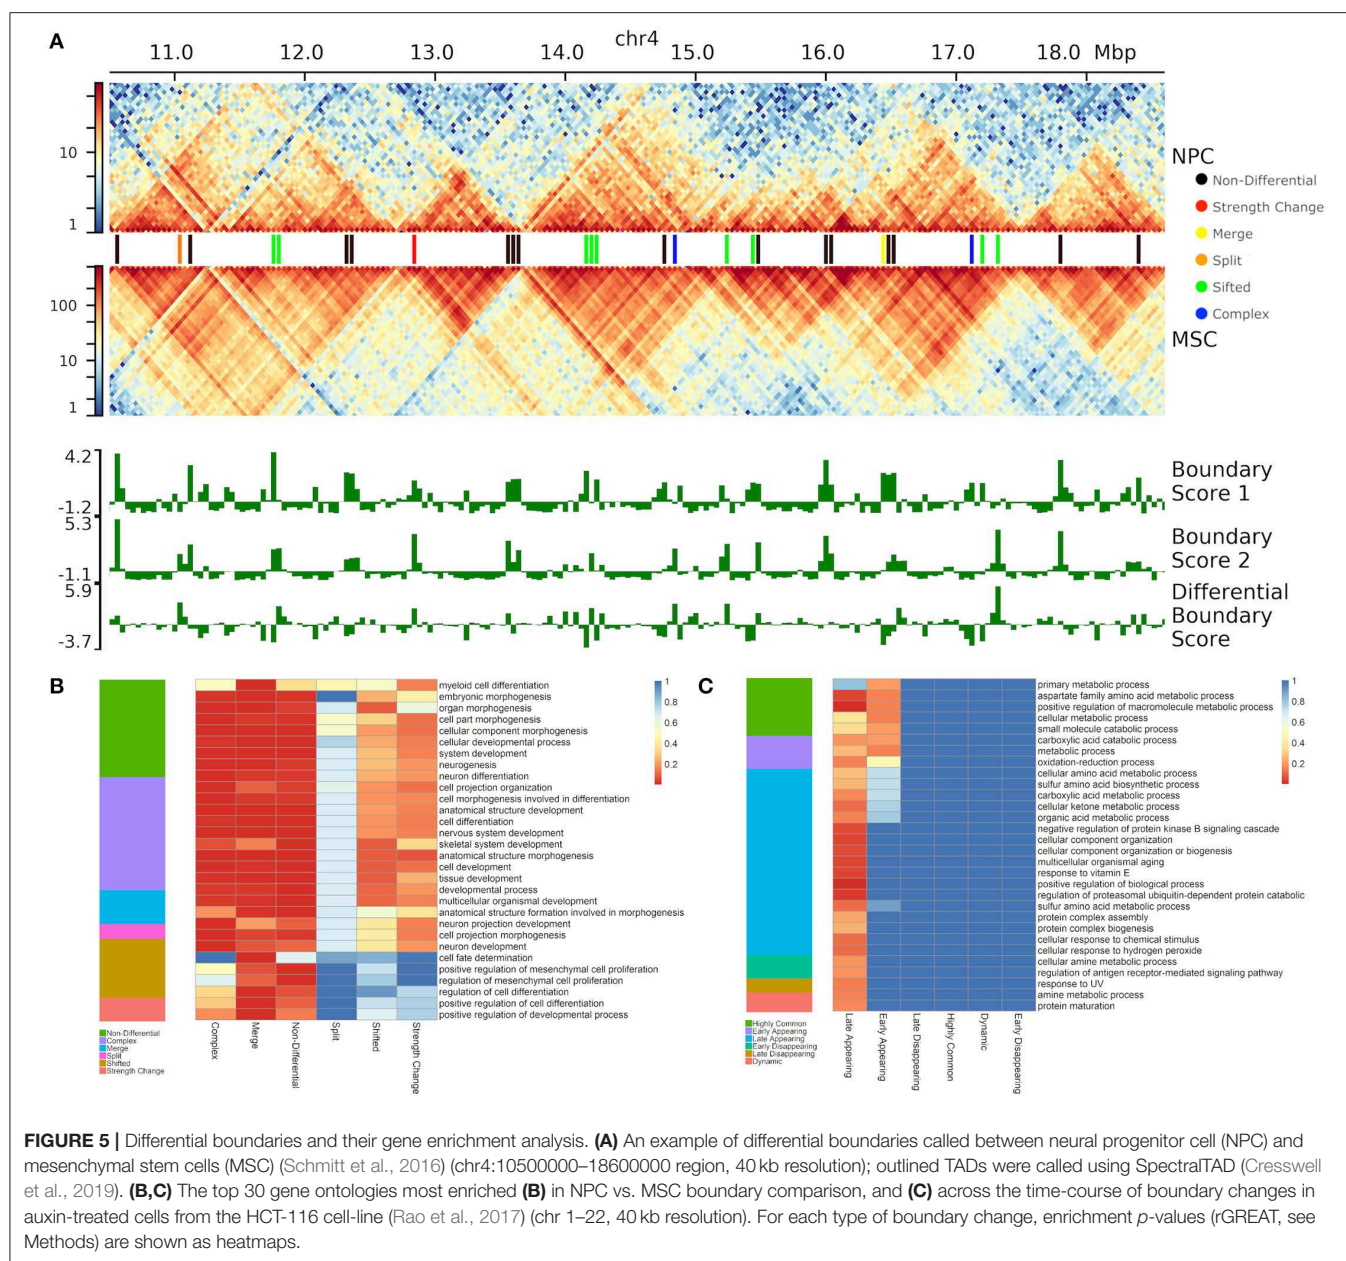 A
chr4
11.0 12.0 13.0 14.0 15.0 16.0 17.0 18.0 Mbp
10
1
NPC
Non-Differential
Strength Change
Merge
Split
Sifted
Complex
MSC
100
10
1
4.2
-1.2
Boundary
Score 1
5.3
-1.1
Boundary
Score 2
5.9
-3.7
Differential
Boundary
Score
B
myeloid cell differentiation
embryonic morphogenesis
organ morphogenesis
cell part morphogenesis
cellular component morphogenesis
cellular developmental process
system development
neurogenesis
neuron differentiation
cell projection organization
cell morphogenesis involved in differentiation
anatomical structure development
cell differentiation
nervous system development
skeletal system development
anatomical structure morphogenesis
cell development
tissue development
developmental process
multicellular organismal development
anatomical structure formation involved in morphogenesis
neuron projection development
cell projection morphogenesis
neuron development
cell fate determination
positive regulation of mesenchymal cell proliferation
regulation of mesenchymal cell proliferation
regulation of cell differentiation
positive regulation of cell differentiation
positive regulation of developmental process
1
0.8
0.6
0.4
0.2
Non-Differential
Complex
Merge
Split
Shifted
Strength Change
Complex
Merge
Non-Differential
Split
Shifted
Strength Change
C
primary metabolic process
aspartate family amino acid metabolic process
positive regulation of macromolecule metabolic process
cellular metabolic process
small molecule catabolic process
carboxylic acid catabolic process
metabolic process
oxidation-reduction process
cellular amino acid metabolic process
sulfur amino acid biosynthetic process
carboxylic acid metabolic process
cellular ketone metabolic process
organic acid metabolic process
negative regulation of protein kinase B signaling cascade
cellular component organization
cellular component organization or biogenesis
multicellular organismal aging
response to vitamin E
positive regulation of biological process
regulation of proteasomal ubiquitin-dependent protein catabolic
sulfur amino acid metabolic process
protein complex assembly
protein complex biogenesis
cellular response to chemical stimulus
cellular response to hydrogen peroxide
cellular amine metabolic process
regulation of antigen receptor-mediated signaling pathway
response to UV
amine metabolic process
protein maturation
1
0.8
0.6
0.4
0.2
Highly Common
Early Appearing
Late Appearing
Early Disappearing
Late Disappearing
Dynamic
Late Appearing
Early Appearing
Late Disappearing
Highly Common
Dynamic
Early Disappearing
FIGURE 5 | Differential boundaries and their gene enrichment analysis. (A) An example of differential boundaries called between neural progenitor cell (NPC) and
mesenchymal stem cells (MSC) (Schmitt et al., 2016) (chr4:10500000–18600000 region, 40 kb resolution); outlined TADs were called using SpectralTAD (Cresswell
et al., 2019). (B,C) The top 30 gene ontologies most enriched (B) in NPC vs. MSC boundary comparison, and (C) across the time-course of boundary changes in
auxin-treated cells from the HCT-116 cell-line (Rao et al., 2017) (chr 1–22, 40 kb resolution). For each type of boundary change, enrichment p-values (rGREAT, see
Methods) are shown as heatmaps.